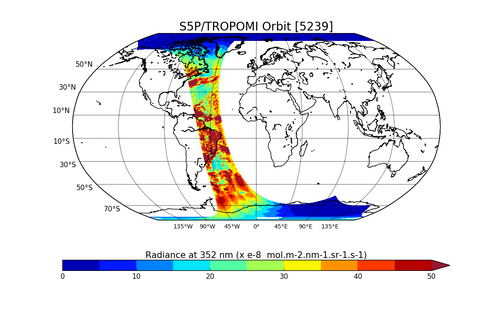 S5P/TROPOMI Orbit [5239]
50°N
30°N
10°N
10°S
30°S
50°S
70°S
135°W 90°W 45°W 0° 45°E 90°E 135°E
Radiance at 352 nm (x e-8 mol.m-2.nm-1.sr-1.s-1)
0 10 20 30 40 50